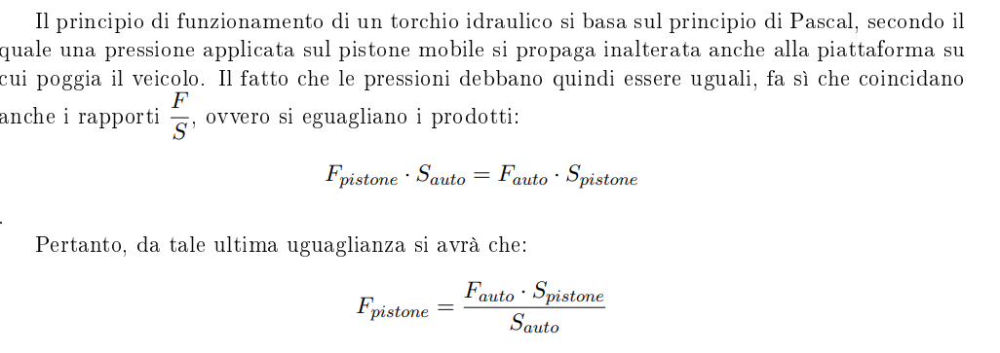 Il principio di funzionamento di un torchio idraulico si basa sul principio di Pascal, secondo il
quale una pressione applicata sul pistone mobile si propaga inalterata anche alla piattaforma su
cui poggia il veicolo. Il fatto che le pressioni debbano quindi essere uguali, fa sì che coincidano
anche i rapporti $\frac{F}{S}$, ovvero si eguagliano i prodotti:
$F_{pistone} \cdot S_{auto} = F_{auto} \cdot S_{pistone}$
.
Pertanto, da tale ultima uguaglianza si avrà che:
$F_{pistone} = \frac{F_{auto} \cdot S_{pistone}}{S_{auto}}$